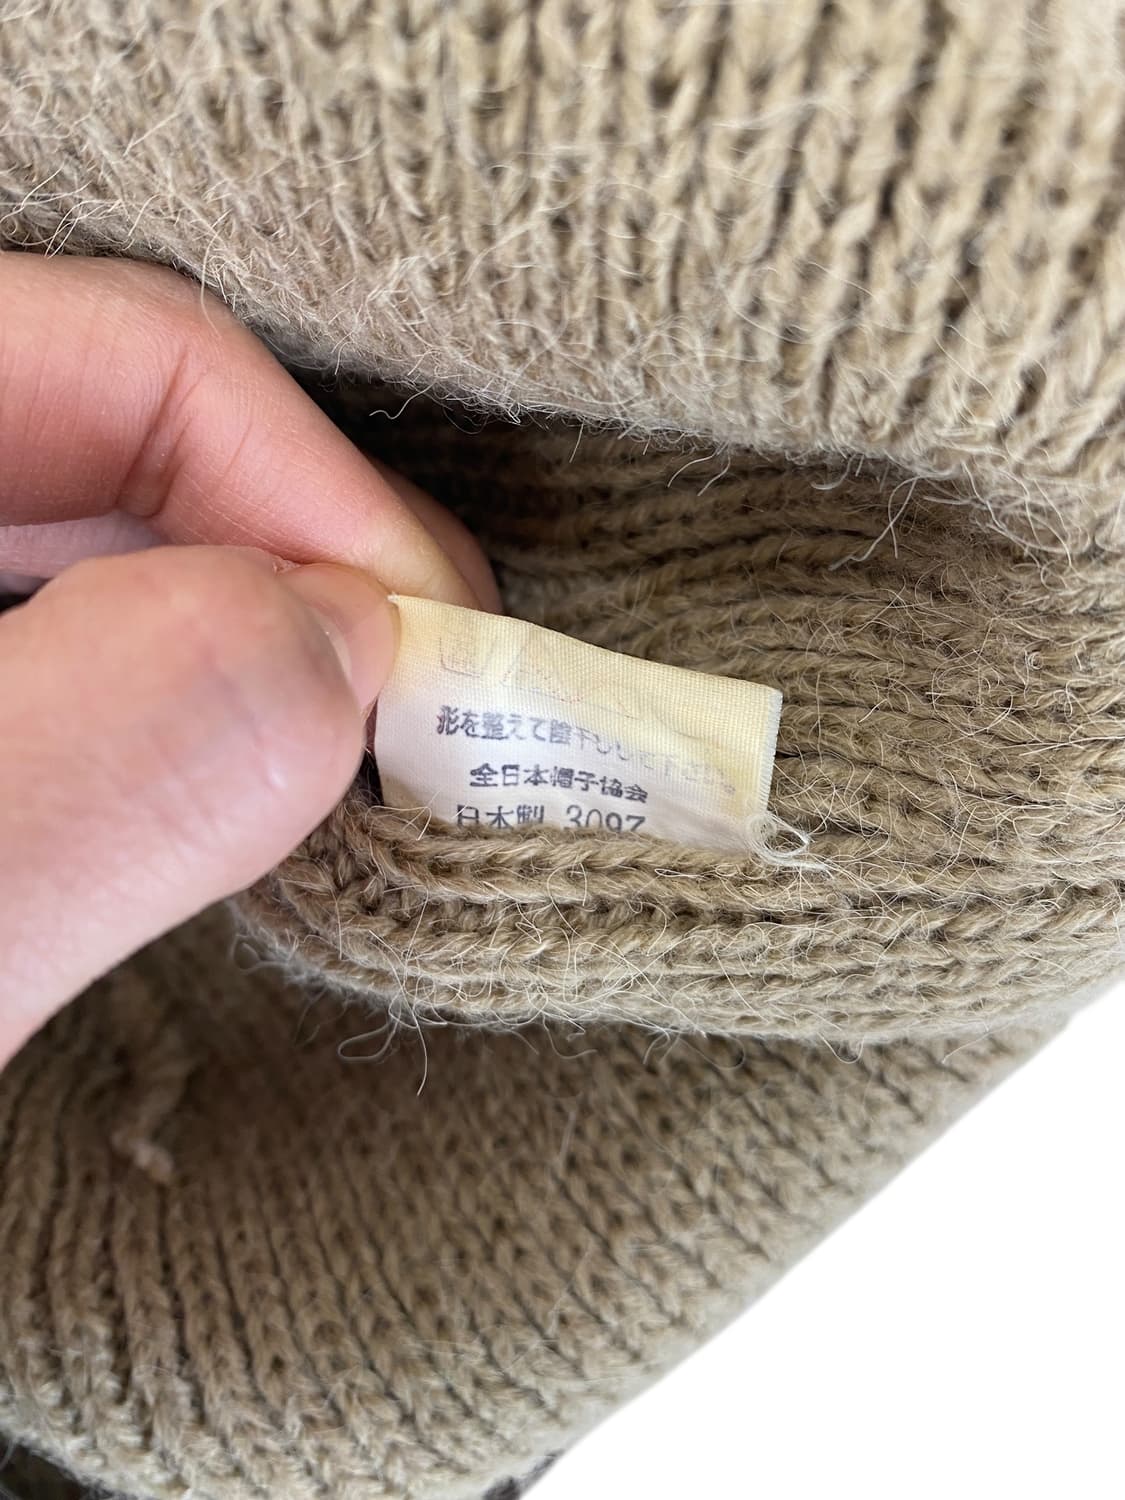 形を整えて陰干しして下さい。
全日本帽子協会
日本製 3097